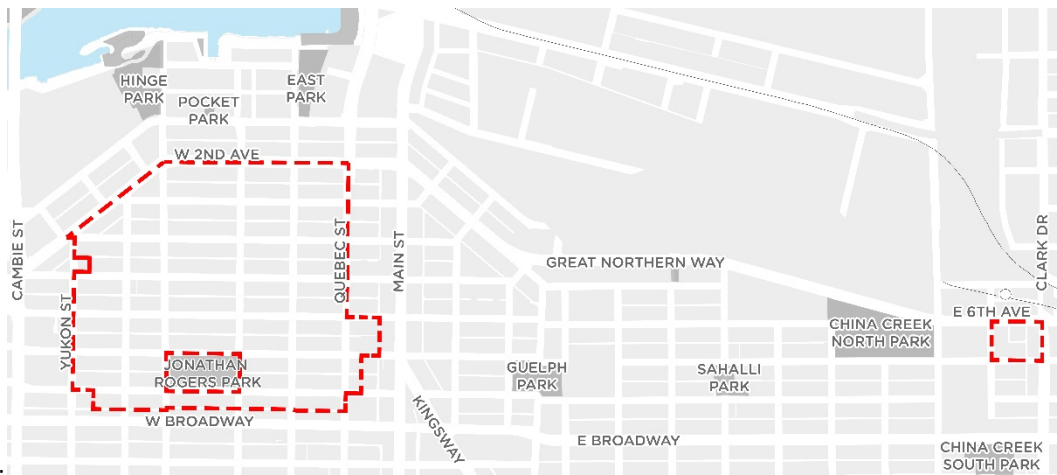 HINGE
PARK
EAST
PARK
POCKET
PARK
W 2ND AVE
CAMBIE ST
YUKON ST
QUEBEC ST
MAIN ST
GREAT NORTHERN WAY
CLARK DR
E 6TH AVE
CHINA CREEK
NORTH PARK
JONATHAN
ROGERS PARK
GUELPH
PARK
SAHALLI
PARK
KINGSWAY
W BROADWAY
E BROADWAY
CHINA CREEK
SOUTH PARK